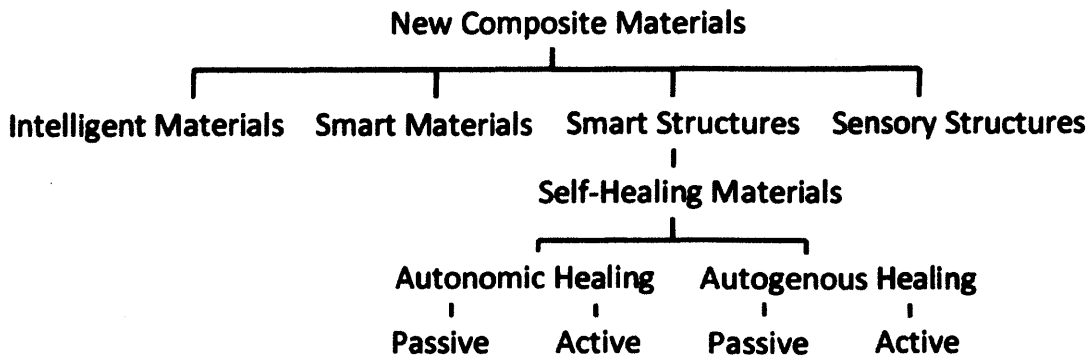 New Composite Materials
Intelligent Materials Smart Materials Smart Structures Sensory Structures
Self-Healing Materials
Autonomic Healing Autogenous Healing
Passive Active Passive Active